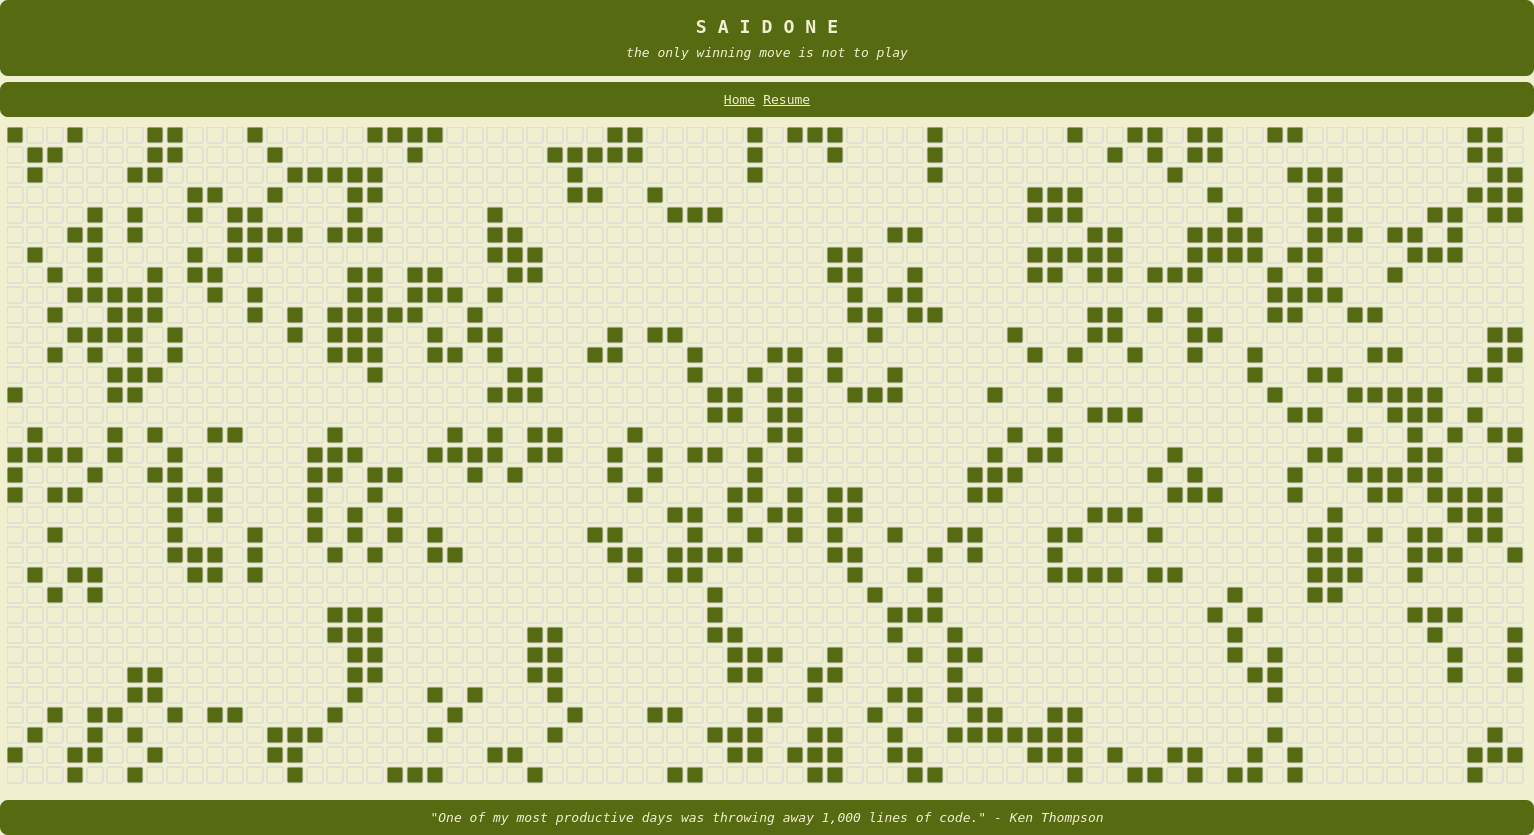 S A I D O N E
the only winning move is not to play
Home Resume
"One of my most productive days was throwing away 1,000 lines of code." - Ken Thompson